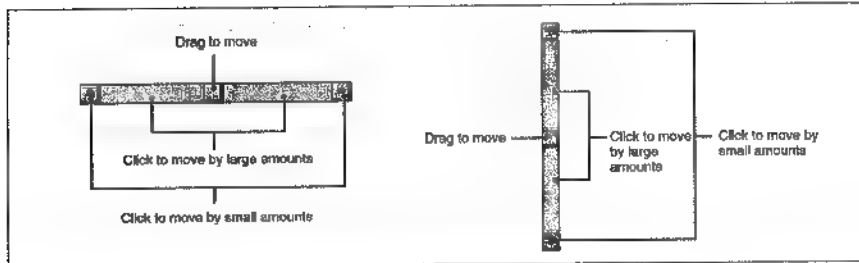 Drag to move
Click to move by large amounts
Click to move by small amounts
Drag to move
Click to move
by large
amounts
Click to move by
small amounts